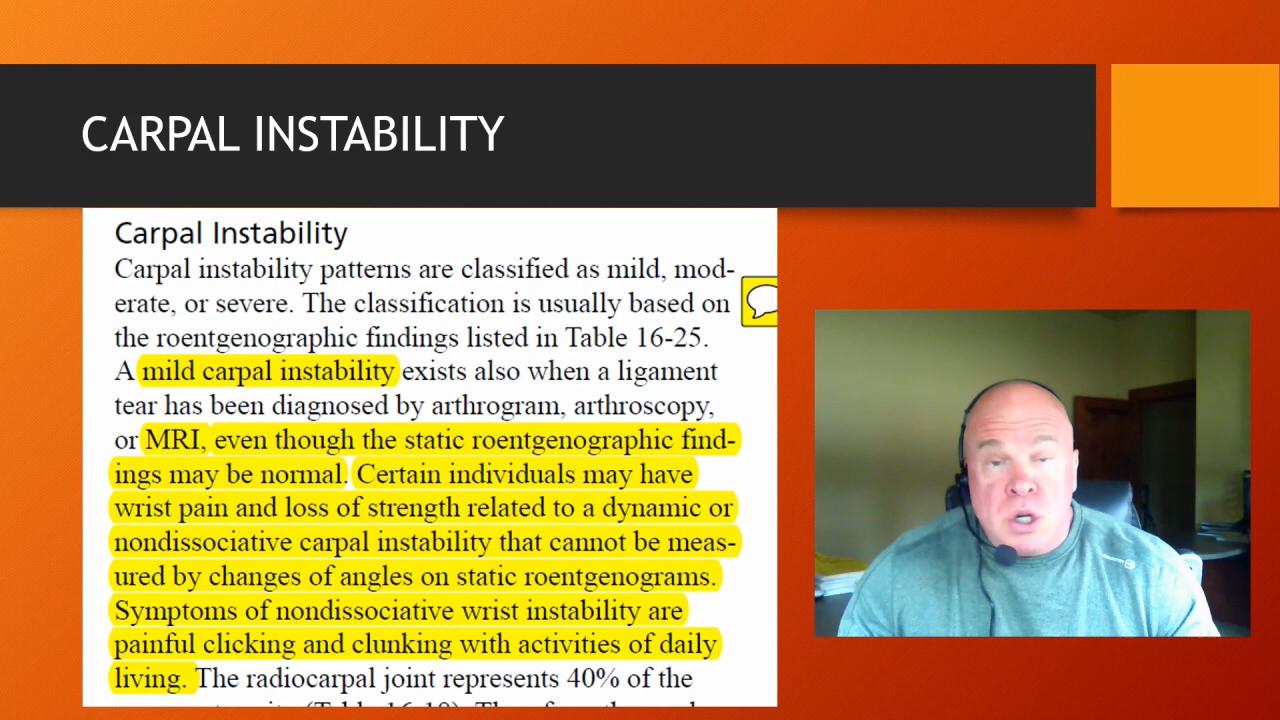 CARPAL INSTABILITY
Carpal Instability
Carpal instability patterns are classified as mild, mod-
erate, or severe. The classification is usually based on
the roentgenographic findings listed in Table 16-25.
A mild carpal instability exists also when a ligament
tear has been diagnosed by arthrogram, arthroscopy,
or MRI, even though the static roentgenographic find-
ings may be normal. Certain individuals may have
wrist pain and loss of strength related to a dynamic or
nondissociative carpal instability that cannot be meas-
ured by changes of angles on static roentgenograms.
Symptoms of nondissociative wrist instability are
painful clicking and clunking with activities of daily
living. The radiocarpal joint represents 40% of the